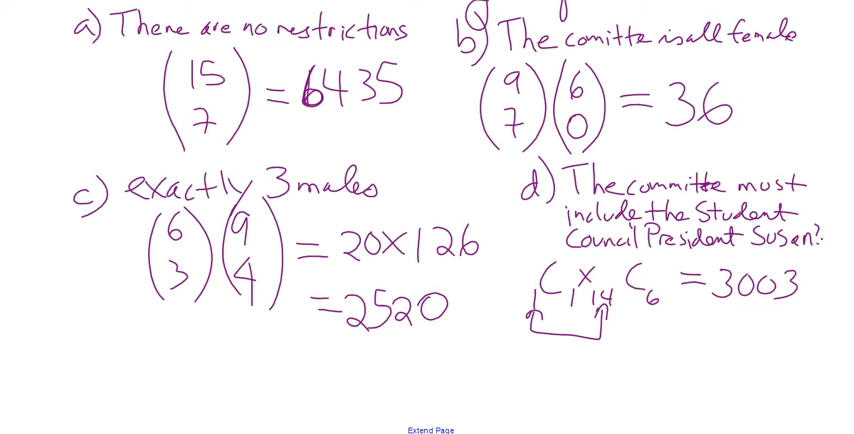 a) There are no restrictions
(15
7) = 6435
b) The comitte is all female
(9
7)(6
0) = 36
c) exactly 3 males
(6
3)(9
4) = 20×126
= 2520
d) The committe must
include the Student
Council President Susan?
1C1 × 14C6 = 3003
Extend Page